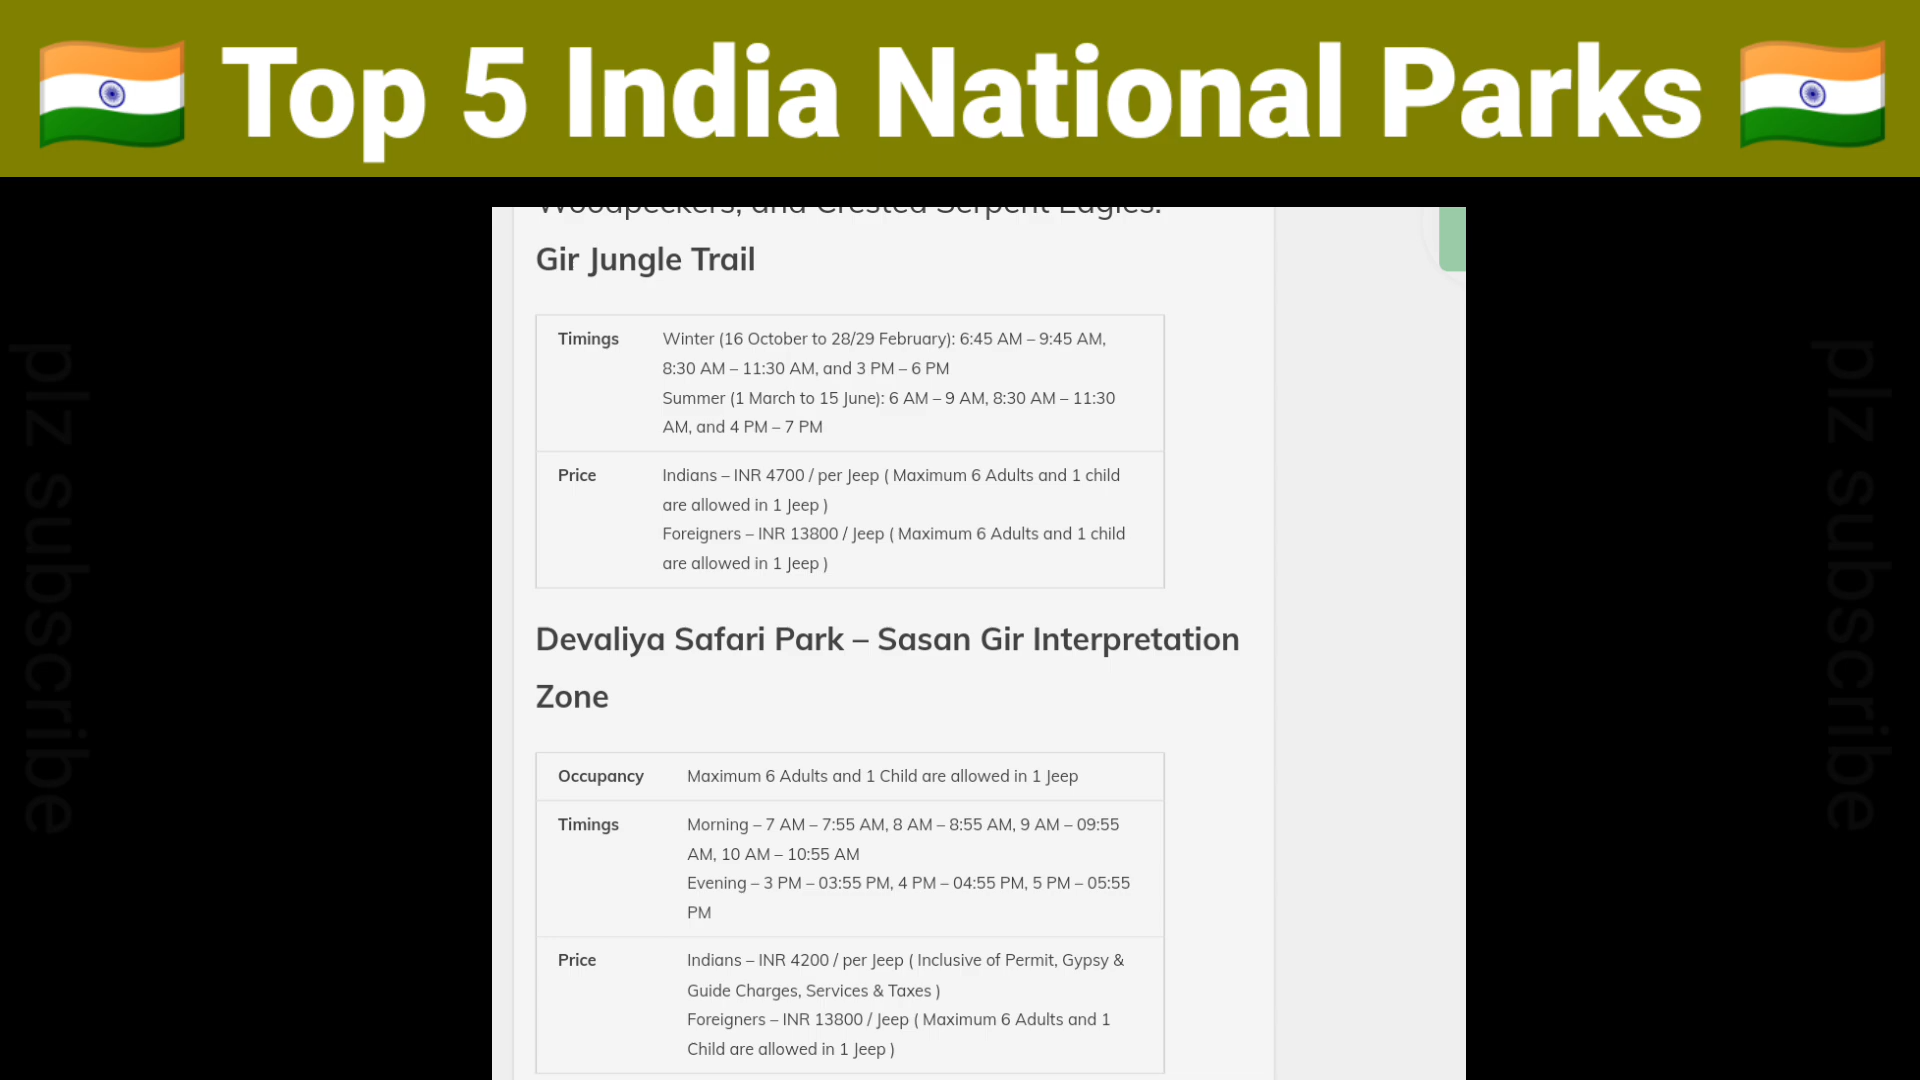 Top 5 India National Parks
Woodpeckers, and Crested Serpent Eagles.
Gir Jungle Trail
Timings
Winter (16 October to 28/29 February): 6:45 AM – 9:45 AM,
8:30 AM – 11:30 AM, and 3 PM – 6 PM
Summer (1 March to 15 June): 6 AM – 9 AM, 8:30 AM – 11:30
AM, and 4 PM – 7 PM
Price
Indians – INR 4700 / per Jeep ( Maximum 6 Adults and 1 child
are allowed in 1 Jeep )
Foreigners – INR 13800 / Jeep ( Maximum 6 Adults and 1 child
are allowed in 1 Jeep )
Devaliya Safari Park – Sasan Gir Interpretation
Zone
Occupancy
Maximum 6 Adults and 1 Child are allowed in 1 Jeep
Timings
Morning – 7 AM – 7:55 AM, 8 AM – 8:55 AM, 9 AM – 09:55
AM, 10 AM – 10:55 AM
Evening – 3 PM – 03:55 PM, 4 PM – 04:55 PM, 5 PM – 05:55
PM
Price
Indians – INR 4200 / per Jeep ( Inclusive of Permit, Gypsy &
Guide Charges, Services & Taxes )
Foreigners – INR 13800 / Jeep ( Maximum 6 Adults and 1
Child are allowed in 1 Jeep )
plz subscribe
plz subscribe